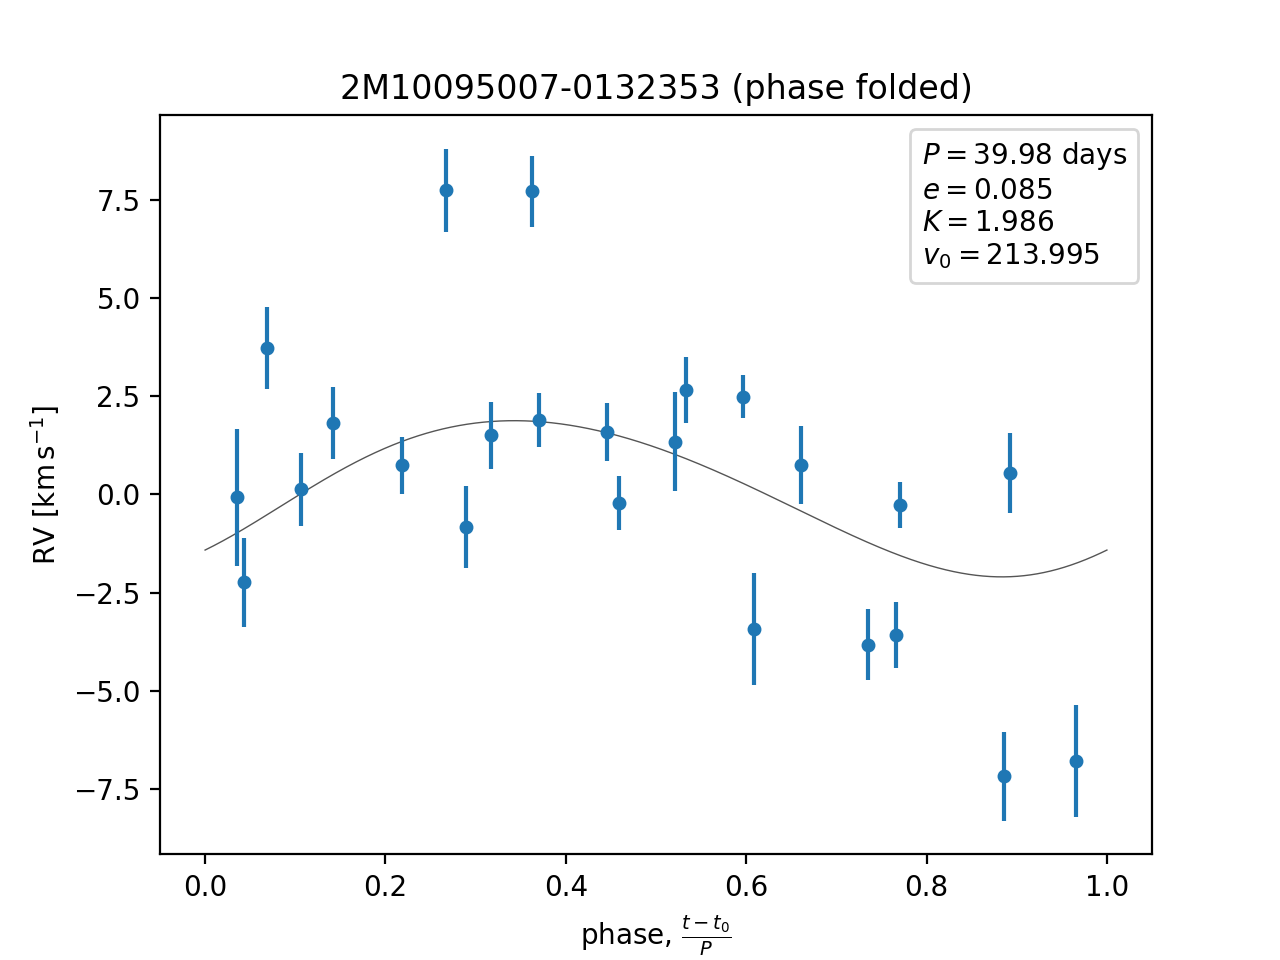 2M10095007-0132353 (phase folded)
P = 39.98 days
e = 0.085
K = 1.986
v₀ = 213.995
RV [km s⁻¹]
7.5
5.0
2.5
0.0
−2.5
−5.0
−7.5
0.0 0.2 0.4 0.6 0.8 1.0
phase, (t − t₀)/P